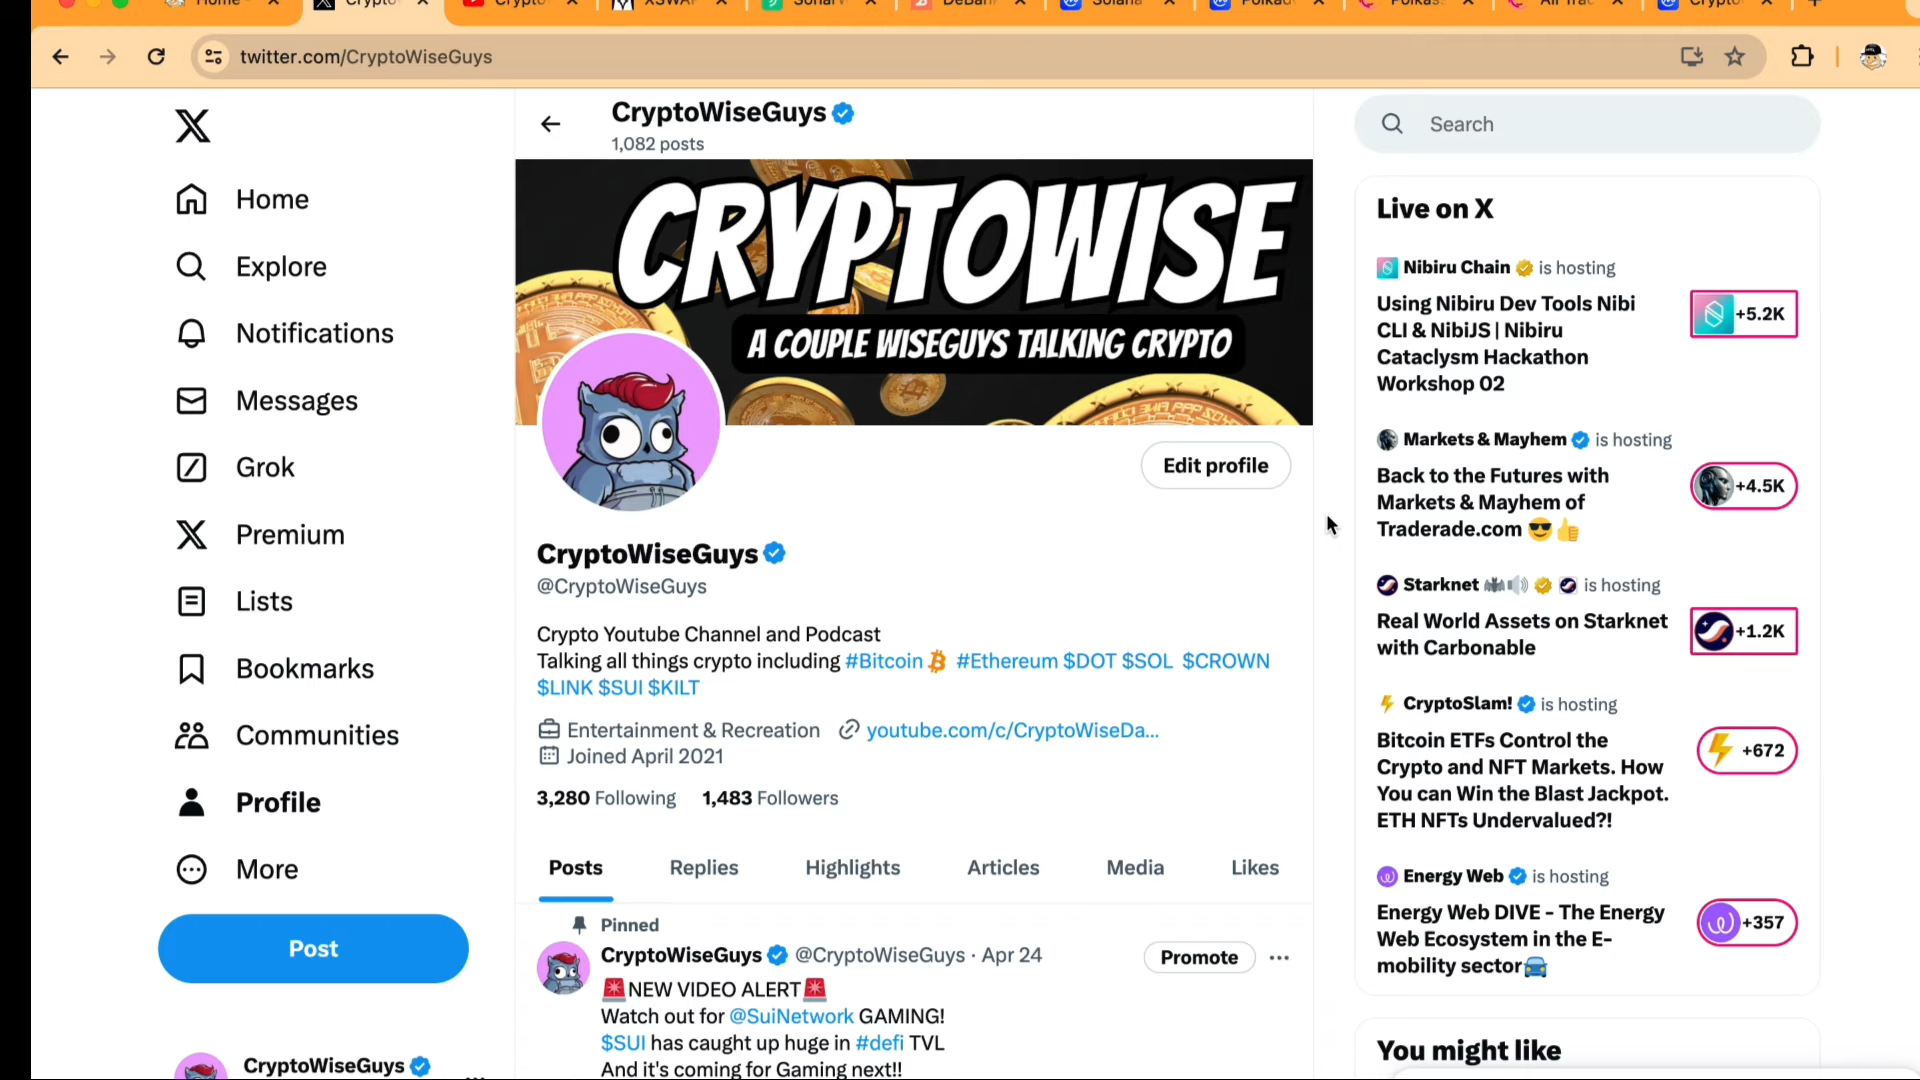 Home
Crypto
Crypto
XSWAP
Solana
Crypto
twitter.com/CryptoWiseGuys
Home
Explore
Notifications
Messages
Grok
Premium
Lists
Bookmarks
Communities
Profile
More
Post
CryptoWiseGuys
CryptoWiseGuys
1,082 posts
CRYPTOWISE
A COUPLE WISEGUYS TALKING CRYPTO
Edit profile
CryptoWiseGuys
@CryptoWiseGuys
Crypto Youtube Channel and Podcast
Talking all things crypto including #Bitcoin #Ethereum $DOT $SOL $CROWN
$LINK $SUI $KILT
Entertainment & Recreation youtube.com/c/CryptoWiseDa...
Joined April 2021
3,280 Following 1,483 Followers
Posts Replies Highlights Articles Media Likes
Pinned
CryptoWiseGuys @CryptoWiseGuys · Apr 24
Promote
🚨NEW VIDEO ALERT🚨
Watch out for @SuiNetwork GAMING!
$SUI has caught up huge in #defi TVL
And it's coming for Gaming next!!
Search
Live on X
Nibiru Chain is hosting
Using Nibiru Dev Tools Nibi
CLI & NibiJS | Nibiru
Cataclysm Hackathon
Workshop 02
+5.2K
Markets & Mayhem is hosting
Back to the Futures with
Markets & Mayhem of
Traderade.com 😎👍
+4.5K
Starknet 🦇🔊 is hosting
Real World Assets on Starknet
with Carbonable
+1.2K
CryptoSlam! is hosting
Bitcoin ETFs Control the
Crypto and NFT Markets. How
You can Win the Blast Jackpot.
ETH NFTs Undervalued?!
+672
Energy Web is hosting
Energy Web DIVE - The Energy
Web Ecosystem in the E-
mobility sector🚘
+357
You might like